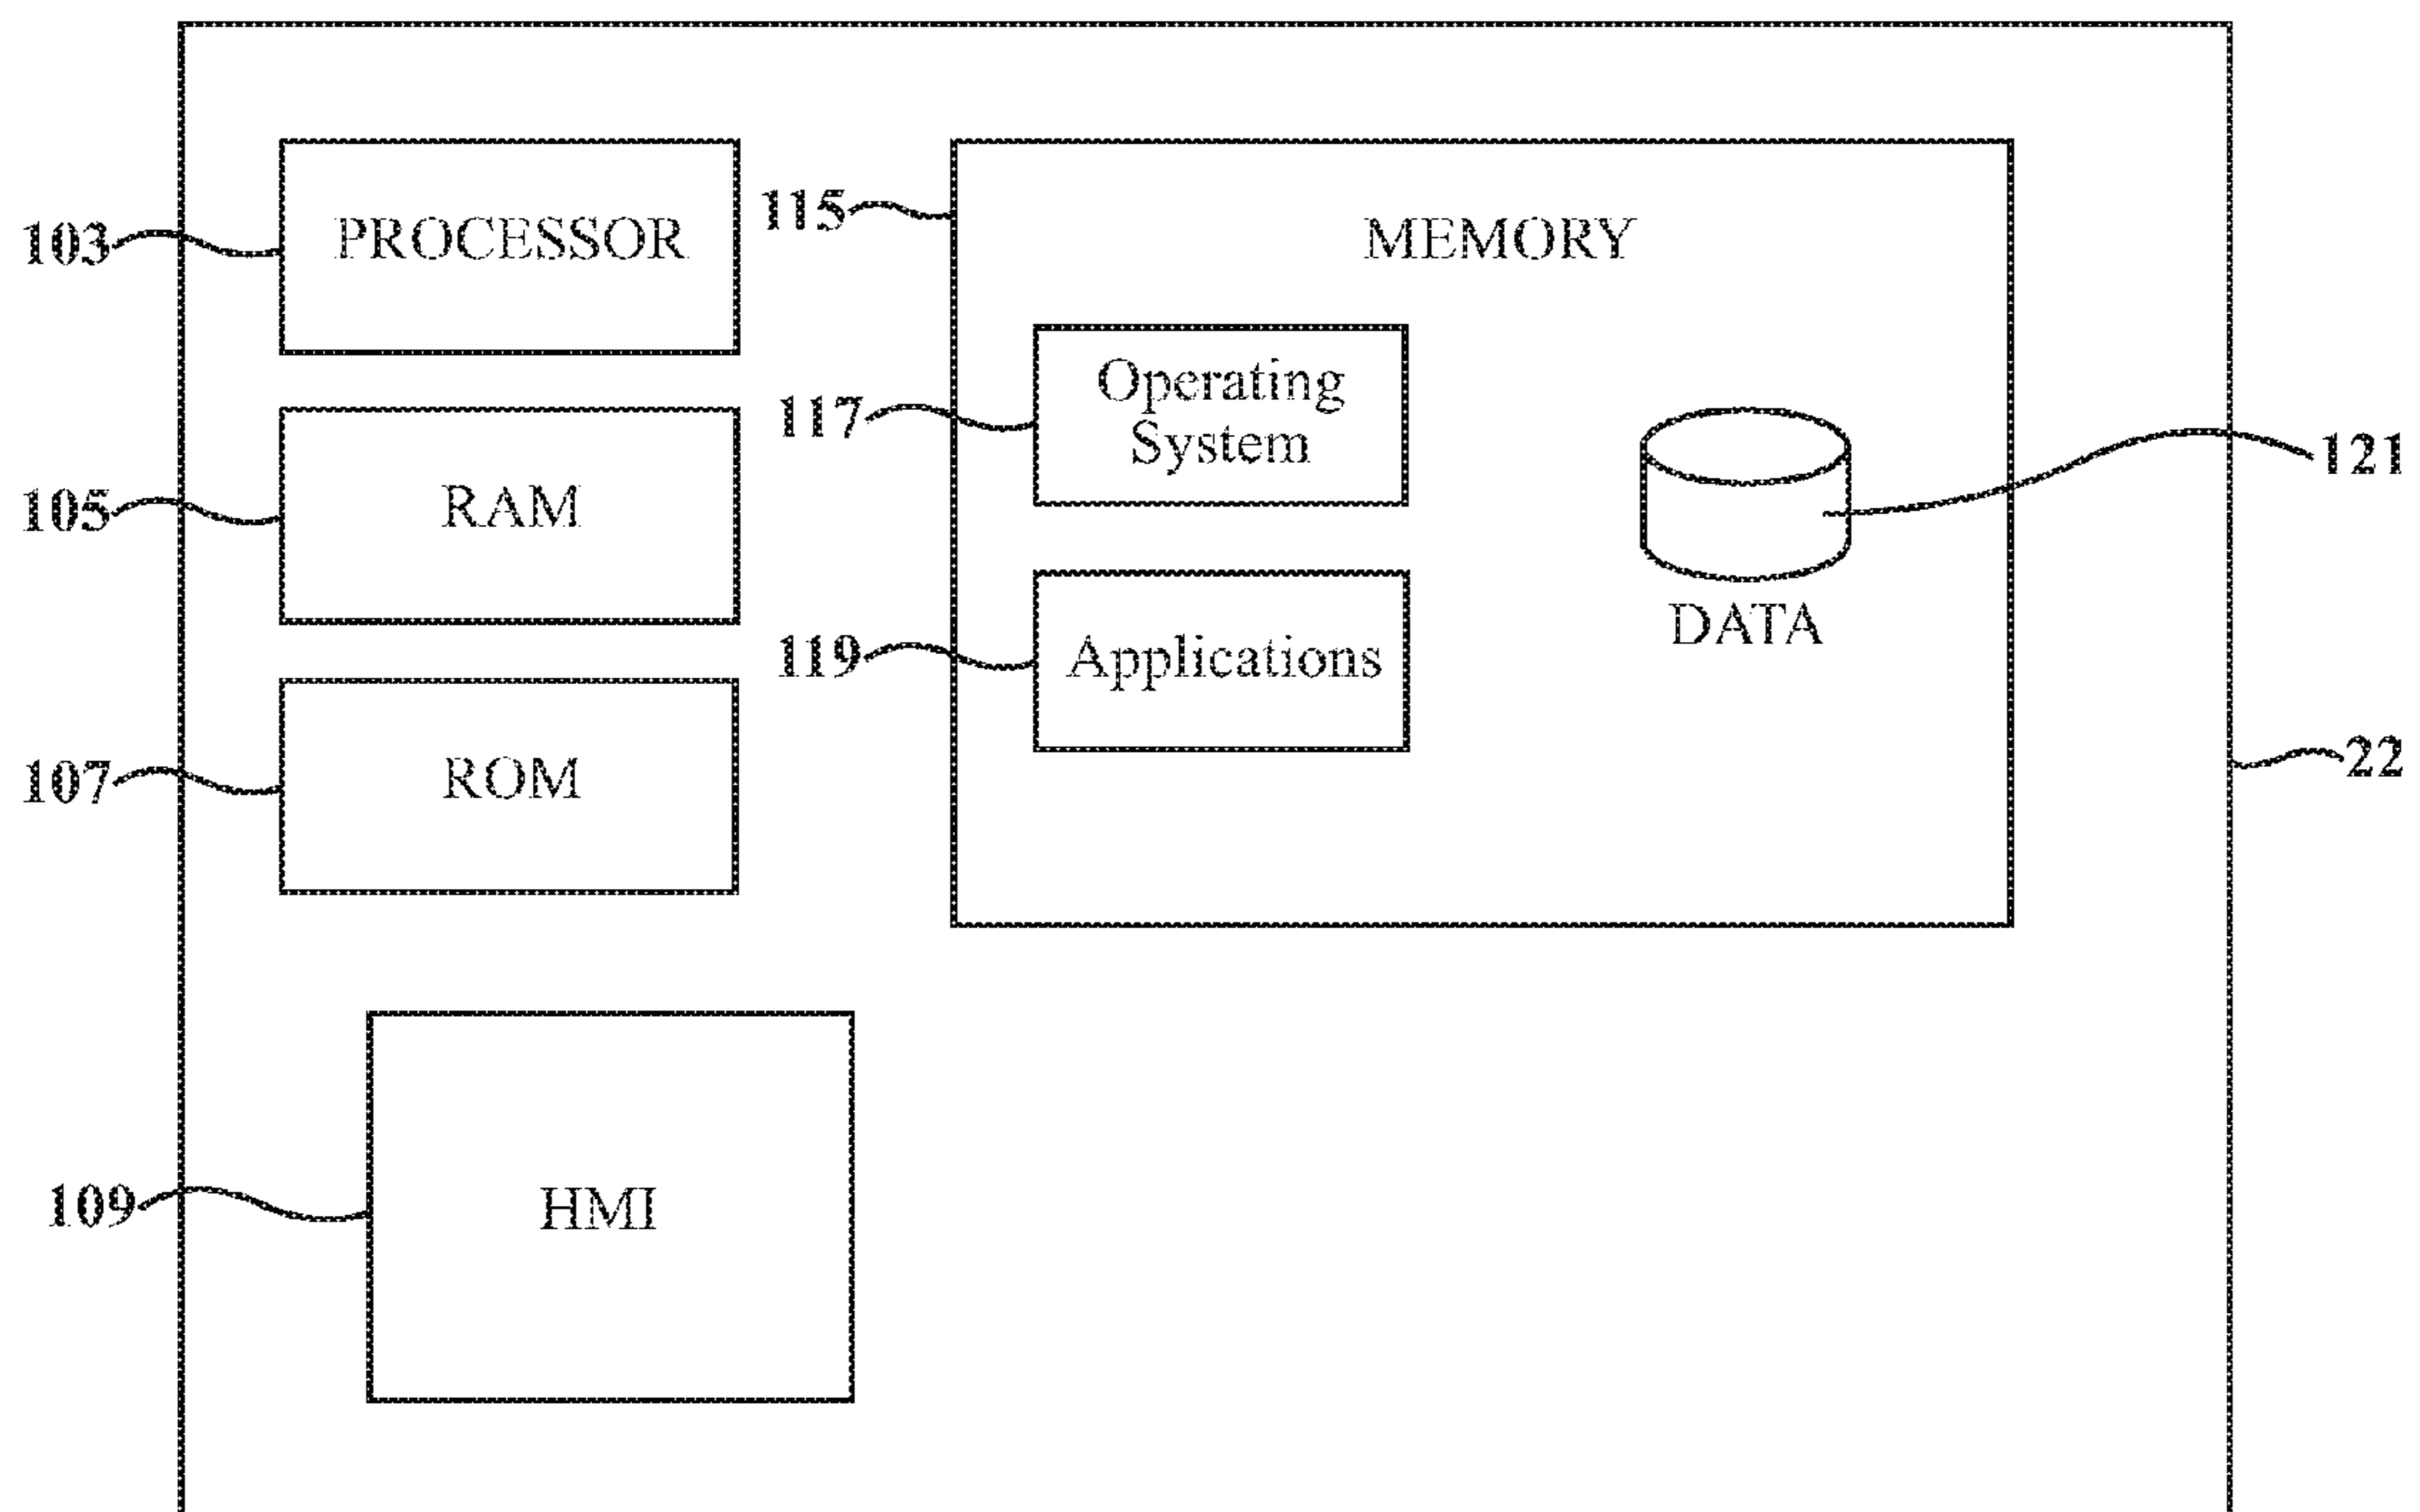 103
PROCESSOR
115
MEMORY
117
Operating
System
121
105
RAM
119
Applications
DATA
107
ROM
22
109
HMI